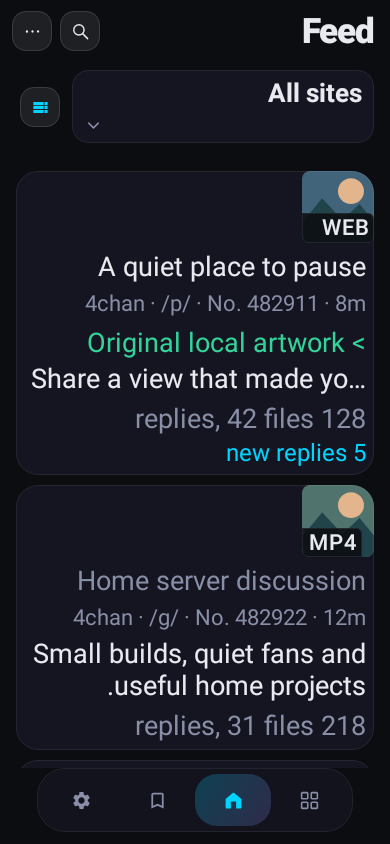 Feed
All sites
WEB
A quiet place to pause
4chan · /p/ · No. 482911 · 8m
Original local artwork <
Share a view that made yo…
replies, 42 files 128
new replies 5
MP4
Home server discussion
4chan · /g/ · No. 482922 · 12m
Small builds, quiet fans and
.useful home projects
replies, 31 files 218